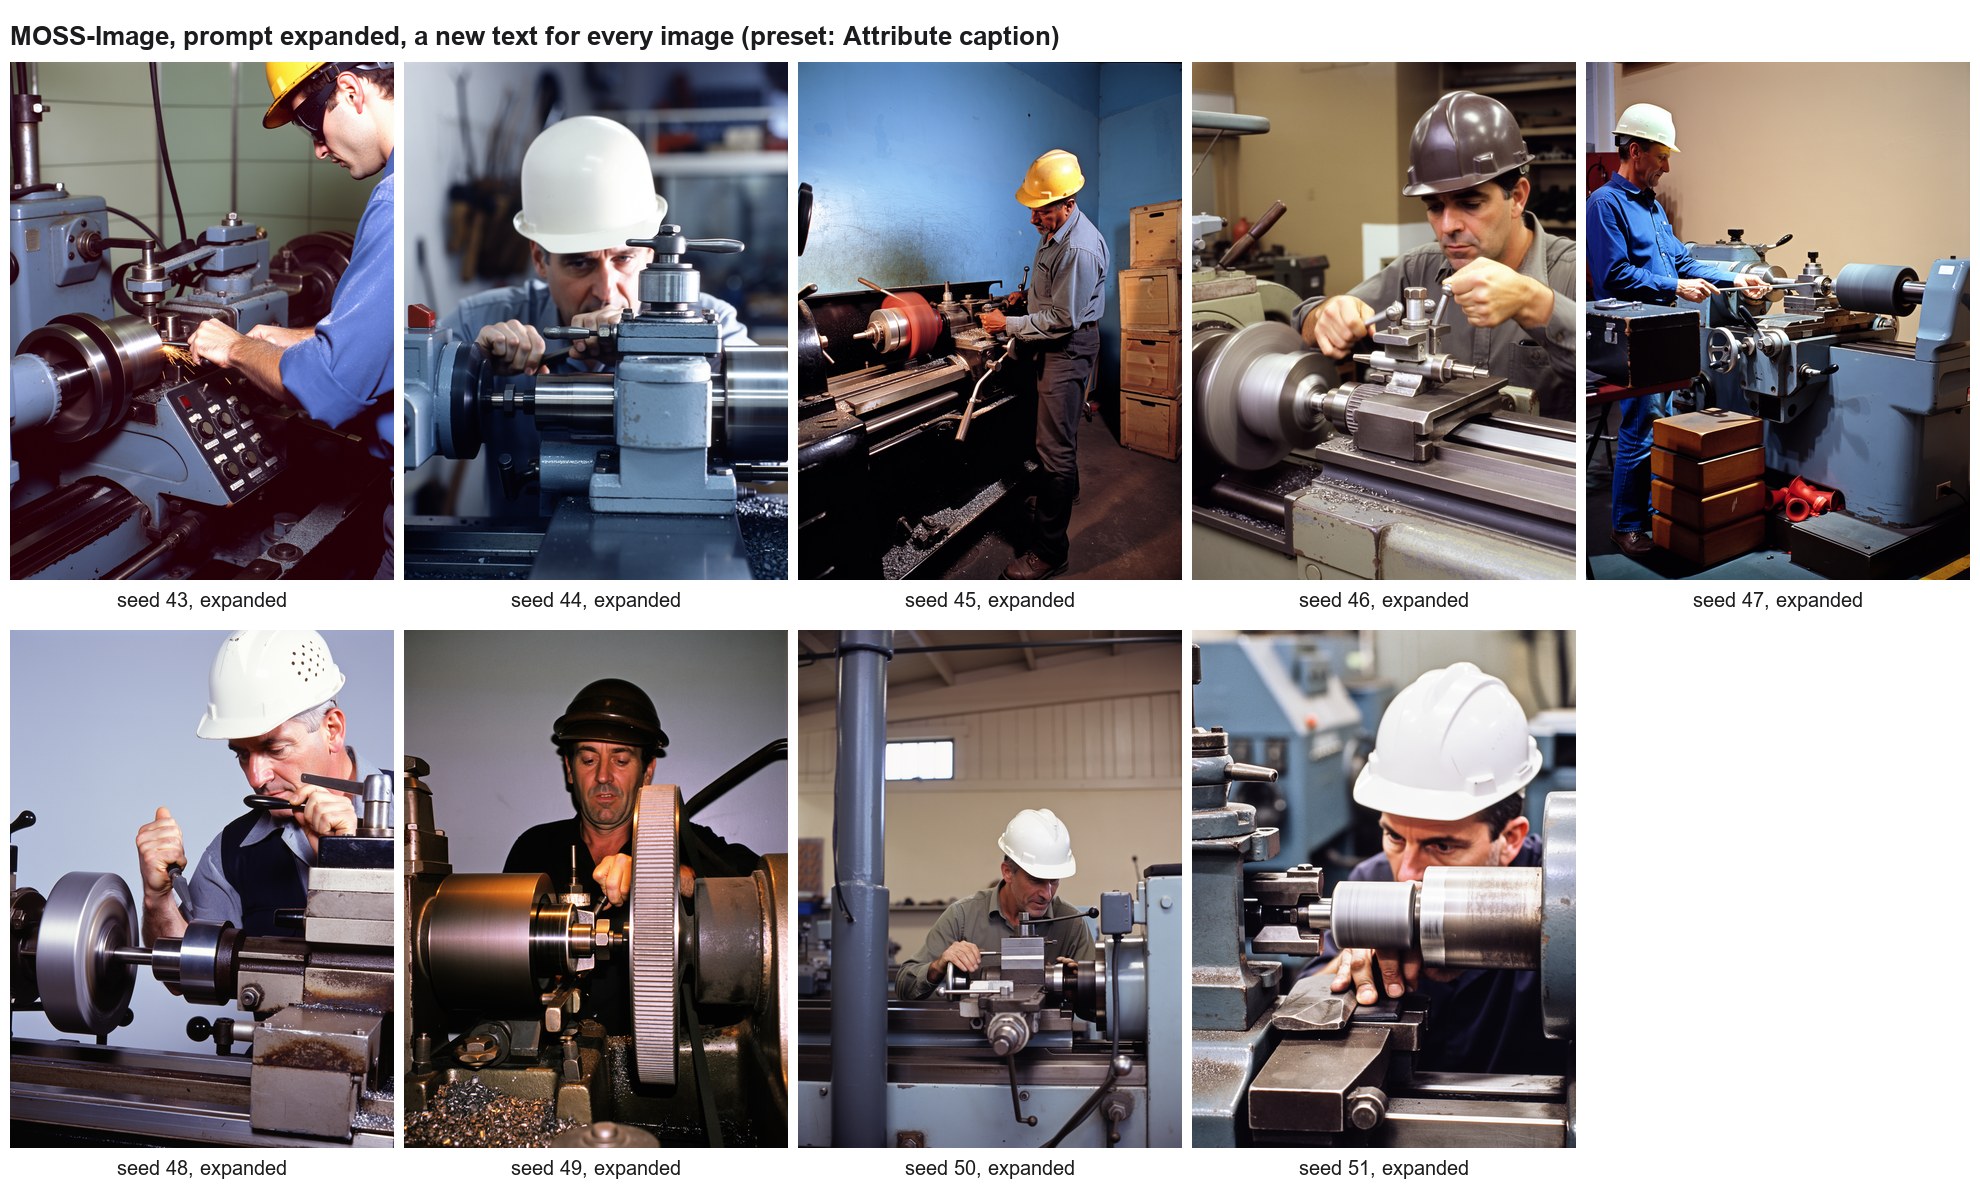 MOSS-Image, prompt expanded, a new text for every image (preset: Attribute caption)
seed 43, expanded
seed 44, expanded
seed 45, expanded
seed 46, expanded
seed 47, expanded
seed 48, expanded
seed 49, expanded
seed 50, expanded
seed 51, expanded